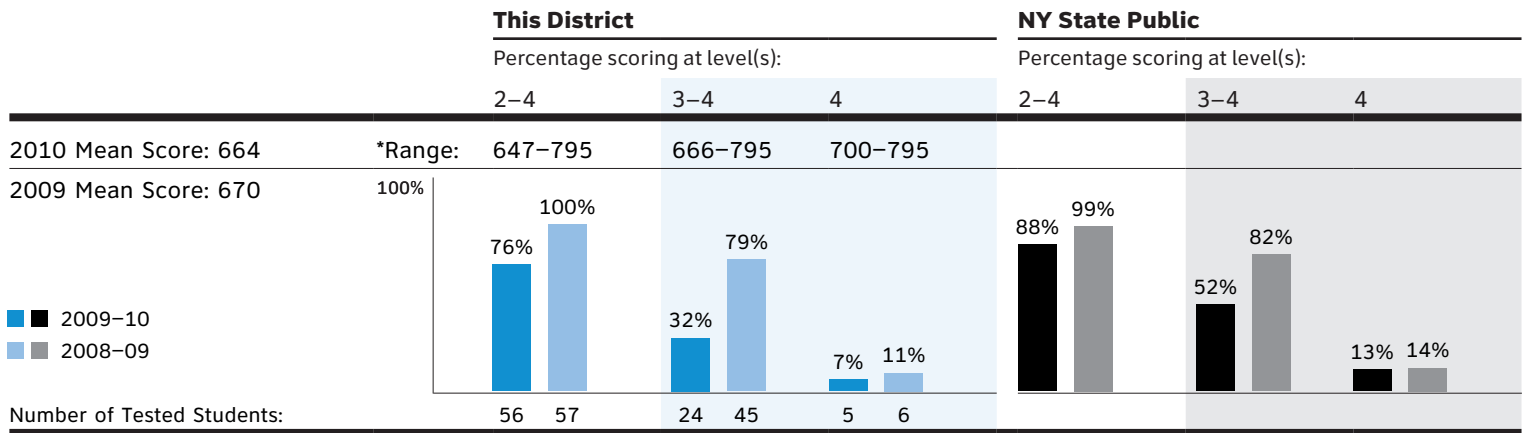 This District NY State Public
Percentage scoring at level(s): Percentage scoring at level(s):
2–4 3–4 4 2–4 3–4 4
2010 Mean Score: 664 *Range: 647–795 666–795 700–795
2009 Mean Score: 670 100%
76% 100% 32% 79% 7% 11% 88% 99% 52% 82% 13% 14%
2009–10
2008–09
Number of Tested Students: 56 57 24 45 5 6